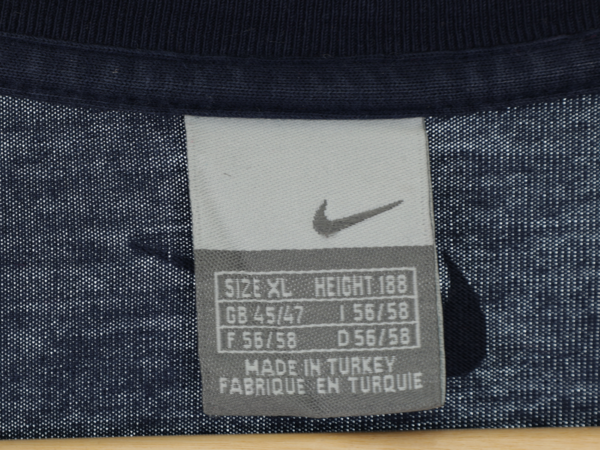 SIZE XL HEIGHT 188
GB 45/47 I 56/58
F 56/58 D 56/58
MADE IN TURKEY
FABRIQUE EN TURQUIE